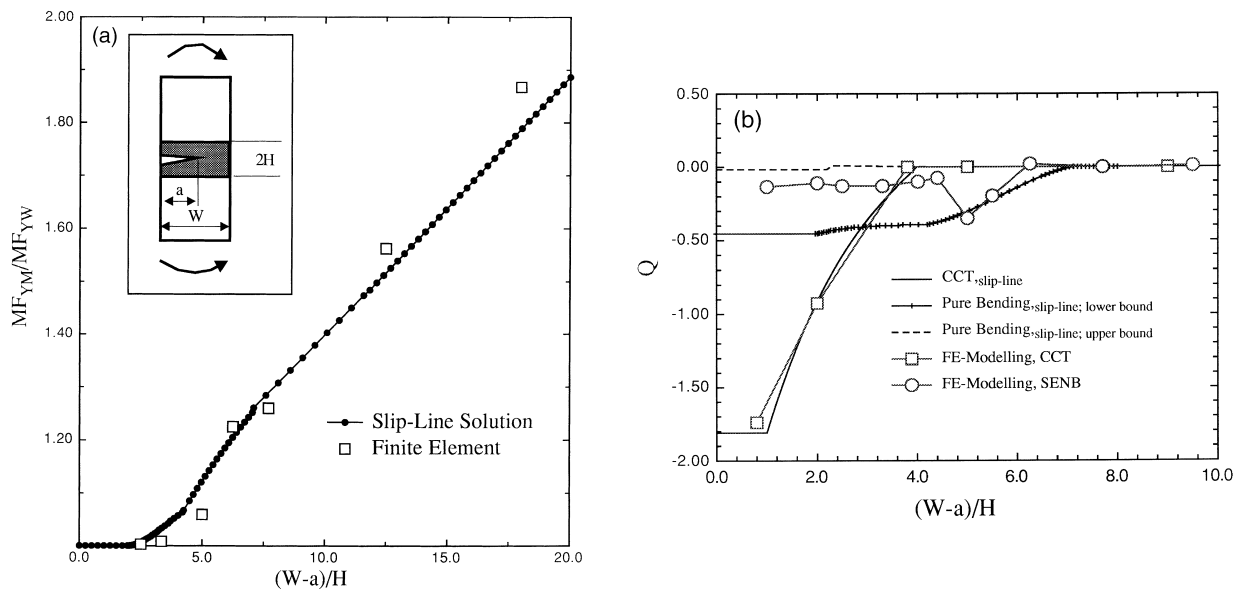 (a)
2.00
1.80
1.60
1.40
1.20
MF_YM/MF_YW
2H
a
W
Slip-Line Solution
Finite Element
0.0 5.0 10.0 15.0 20.0
(W-a)/H
(b)
0.50
0.00
-0.50
-1.00
-1.50
-2.00
Q
CCT,slip-line
Pure Bending,slip-line; lower bound
Pure Bending,slip-line; upper bound
FE-Modelling, CCT
FE-Modelling, SENB
0.0 2.0 4.0 6.0 8.0 10.0
(W-a)/H